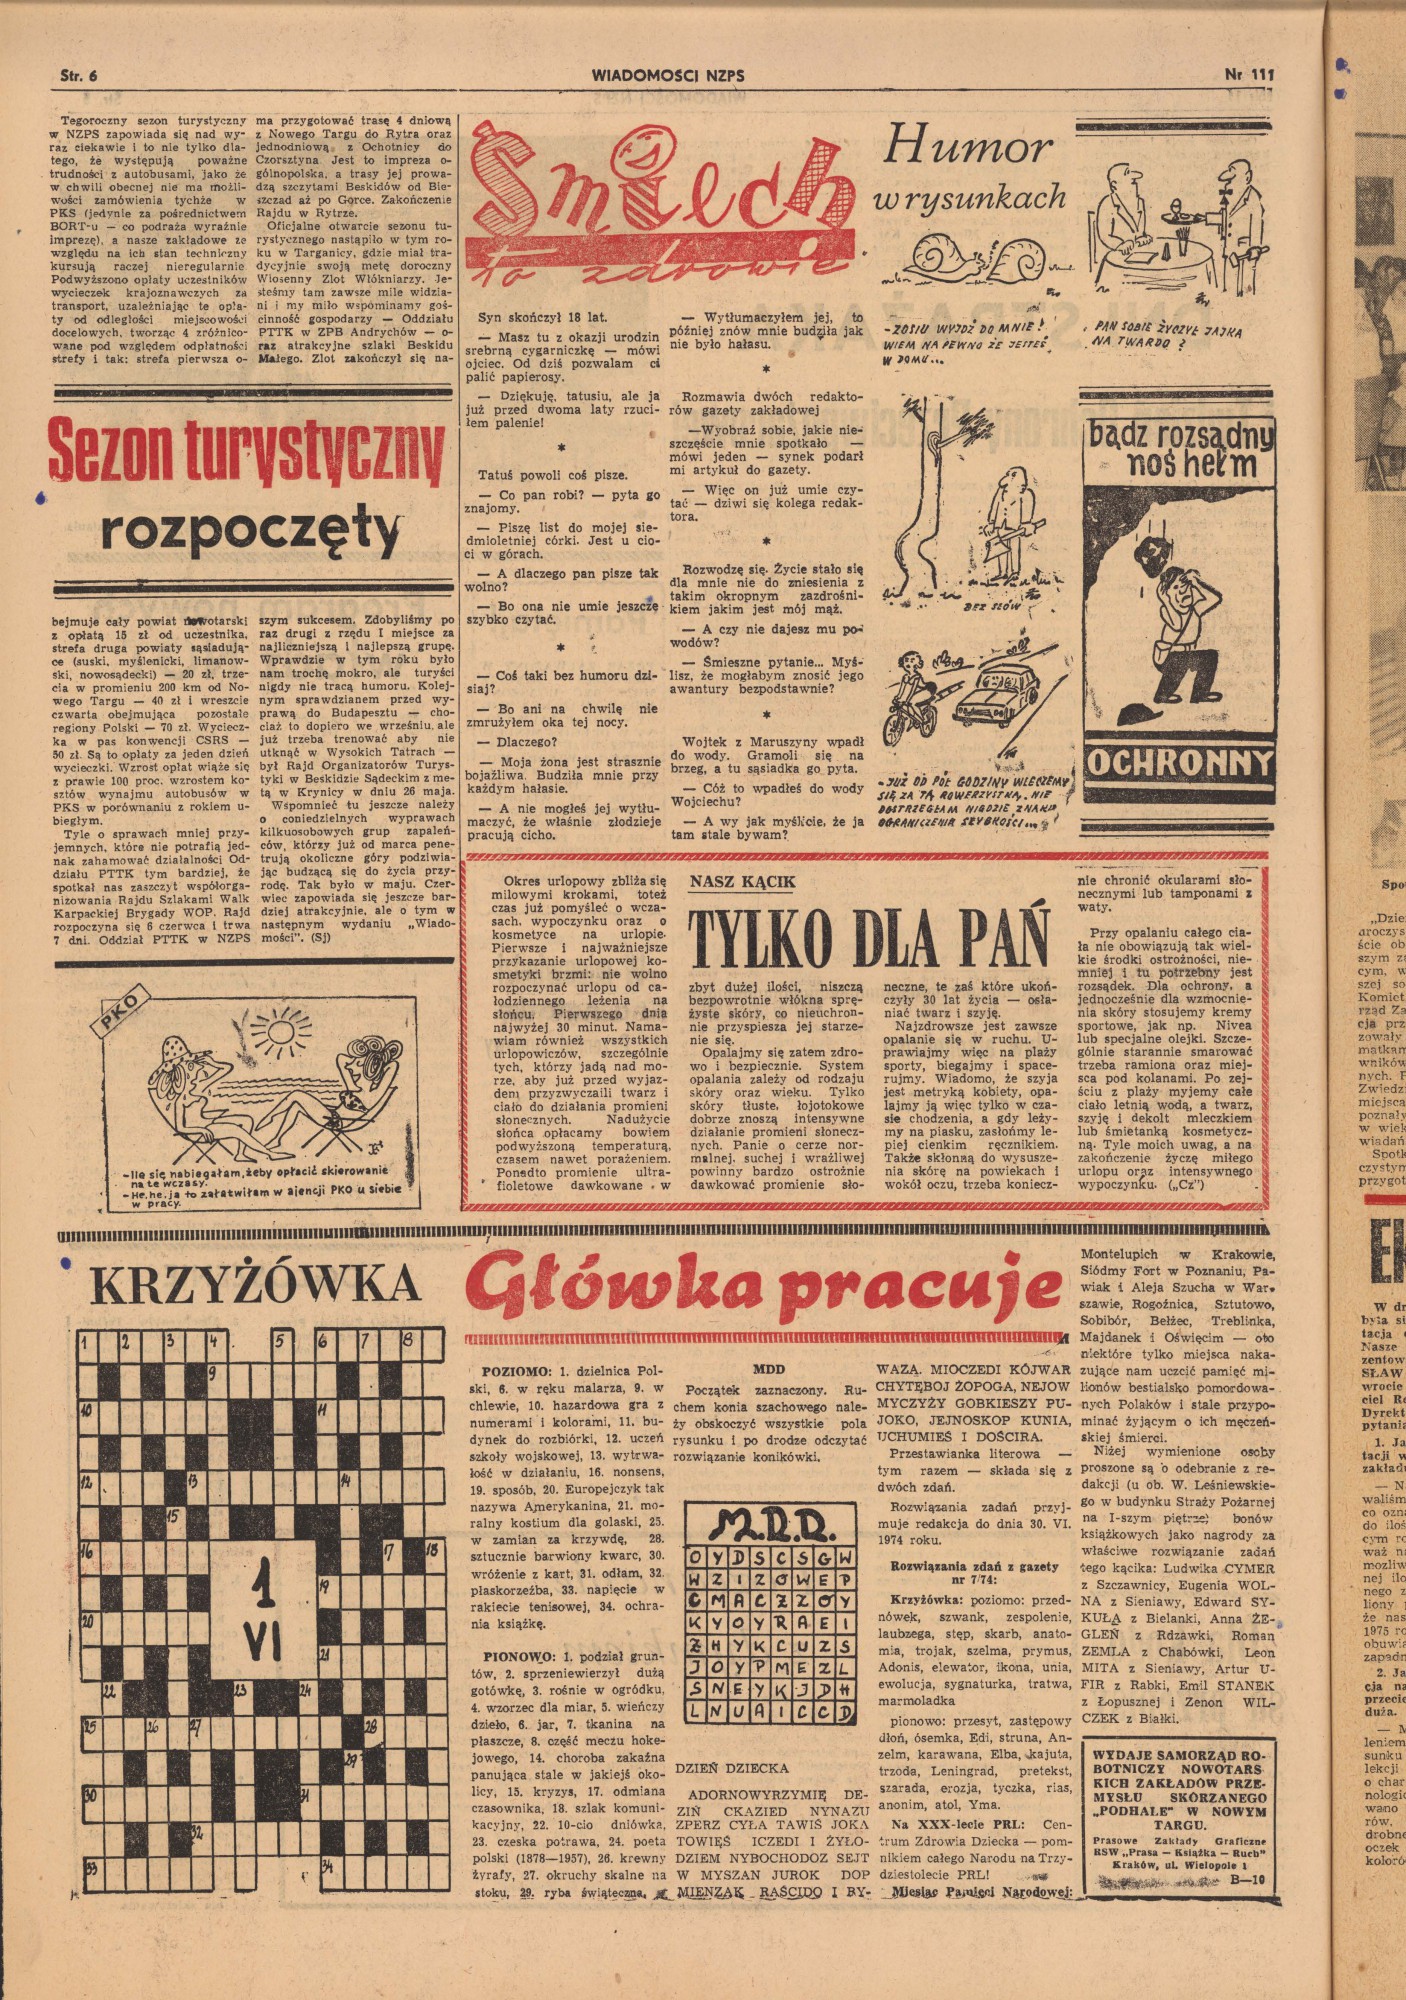 Str. 6
WIADOMOŚCI NZPS
Nr 111
Tegoroczny sezon turystyczny
w NZPS zapowiada się nad wy-
raz ciekawie i to nie tylko dla-
tego, że występują poważne
trudności z autobusami, jako że
w chwili obecnej nie ma możli-
wości zamówienia tychże w
PKS (jedynie za pośrednictwem
BORT-u — co podraża wyraźnie
imprezę), a nasze zakładowe ze
względu na ich stan techniczny
kursują raczej nieregularnie.
Podwyższono opłaty uczestników
wycieczek krajoznawczych za
transport, uzależniając te opła-
ty od odległości miejscowości
docelowych, tworząc 4 zróżnico-
wane pod względem odpłatności
strefy i tak: strefa pierwsza o-
ma przygotować trasę 4 dniową
z Nowego Targu do Rytra oraz
jednodniową z Ochotnicy do
Czorsztyna. Jest to impreza o-
gólnopolska, a trasy jej prowa-
dzą szczytami Beskidów od Bie-
szczad aż po Gorce. Zakończenie
Rajdu w Rytrze.
Oficjalne otwarcie sezonu tu-
rystycznego nastąpiło w tym ro-
ku w Targanicy, gdzie miał tra-
dycyjnie swoją metę doroczny
Wiosenny Zlot Włókniarzy. Je-
steśmy tam zawsze mile widzia-
ni i my miło wspominamy goś-
cinność gospodarzy — Oddziału
PTTK w ZPB Andrychów — o-
raz atrakcyjne szlaki Beskidu
Małego. Zlot zakończył się na-
Sezon turystyczny
rozpoczęty
bejmuje cały powiat nowotarski
z opłatą 15 zł od uczestnika,
strefa druga powiaty sąsiadują-
ce (suski, myślenicki, limanow-
ski, nowosądecki) — 20 zł, trze-
cia w promieniu 200 km od No-
wego Targu — 40 zł i wreszcie
czwarta obejmująca pozostałe
regiony Polski — 70 zł. Wyciecz-
ka w pas konwencji CSRS —
50 zł. Są to opłaty za jeden dzień
wycieczki. Wzrost opłat wiąże się
z prawie 100 proc. wzrostem ko-
sztów wynajmu autobusów w
PKS w porównaniu z rokiem u-
biegłym.
Tyle o sprawach mniej przy-
jemnych, które nie potrafią jed-
nak zahamować działalności Od-
działu PTTK tym bardziej, że
spotkał nas zaszczyt współorga-
nizowania Rajdu Szlakami Walk
Karpackiej Brygady WOP. Rajd
rozpoczyna się 6 czerwca i trwa
7 dni. Oddział PTTK w NZPS
szym sukcesem. Zdobyliśmy po
raz drugi z rzędu I miejsce za
najliczniejszą i najlepszą grupę.
Wprawdzie w tym roku było
nam trochę mokro, ale turyści
nigdy nie tracą humoru. Kolej-
nym sprawdzianem przed wy-
prawą do Budapesztu — cho-
ciaż to dopiero we wrześniu, ale
już trzeba trenować aby nie
utknąć w Wysokich Tatrach —
był Rajd Organizatorów Turys-
tyki w Beskidzie Sądeckim z me-
tą w Krynicy w dniu 26 maja.
Wspomnieć tu jeszcze należy
o coniedzielnych wyprawach
kilkuosobowych grup zapaleń-
ców, którzy już od marca pene-
trują okoliczne góry podziwia-
jąc budzącą się do życia przy-
rodę. Tak było w maju. Czer-
wiec zapowiada się jeszcze bar-
dziej atrakcyjnie, ale o tym w
następnym wydaniu „Wiado-
mości". (Sj)
PKO
-Ile się nabiegałam, żeby opłacić skierowanie
na te wczasy.
-He, he, ja to załatwiłam w ajencji PKO u siebie
w pracy.
Śmiech
to zdrowie
Syn skończył 18 lat.
— Masz tu z okazji urodzin
srebrną cygarniczkę — mówi
ojciec. Od dziś pozwalam ci
palić papierosy.
— Dziękuję, tatusiu, ale ja
już przed dwoma laty rzuci-
łem palenie!
*
Tatuś powoli coś pisze.
— Co pan robi? — pyta go
znajomy.
— Piszę list do mojej sie-
dmioletniej córki. Jest u cio-
ci w górach.
— A dlaczego pan pisze tak
wolno?
— Bo ona nie umie jeszcze
szybko czytać.
*
— Coś taki bez humoru dzi-
siaj?
— Bo ani na chwilę nie
zmrużyłem oka tej nocy.
— Dlaczego?
— Moja żona jest strasznie
bojaźliwa. Budziła mnie przy
każdym hałasie.
— A nie mogłeś jej wytłu-
maczyć, że właśnie złodzieje
pracują cicho.
— Wytłumaczyłem jej, to
później znów mnie budziła jak
nie było hałasu.
*
Rozmawia dwóch redakto-
rów gazety zakładowej
—Wyobraź sobie, jakie nie-
szczęście mnie spotkało —
mówi jeden — synek podarł
mi artykuł do gazety.
— Więc on już umie czy-
tać — dziwi się kolega redak-
tora.
*
Rozwodzę się. Życie stało się
dla mnie nie do zniesienia z
takim okropnym zazdrośni-
kiem jakim jest mój mąż.
— A czy nie dajesz mu po-
wodów?
— Śmieszne pytanie... Myś-
lisz, że mogłabym znosić jego
awantury bezpodstawnie?
*
Wojtek z Maruszyny wpadł
do wody. Gramoli się na
brzeg, a tu sąsiadka go pyta.
— Cóż to wpadłeś do wody
Wojciechu?
— A wy jak myślicie, że ja
tam stale bywam?
Humor
w rysunkach
-ZOSIU WYJDŹ DO MNIE!
WIEM NA PEWNO ŻE JESTEŚ
W DOMU...
PAN SOBIE ŻYCZYŁ JAJKA
NA TWARDO?
BEZ SŁÓW
-JUŻ OD PÓŁ GODZINY WLECZEMY
SIĘ ZA TĄ ROWERZYSTKĄ, NIE
DOSTRZEGŁAM NIGDZIE ZNAKU
OGRANICZENIA SZYBKOŚCI...
bądz rozsądny
noś hełm
OCHRONNY
NASZ KĄCIK
TYLKO DLA PAŃ
Okres urlopowy zbliża się
milowymi krokami, toteż
czas już pomyśleć o wcza-
sach, wypoczynku oraz o
kosmetyce na urlopie.
Pierwsze i najważniejsze
przykazanie urlopowej ko-
smetyki brzmi: nie wolno
rozpoczynać urlopu od ca-
łodziennego leżenia na
słońcu. Pierwszego dnia
najwyżej 30 minut. Nama-
wiam również wszystkich
urlopowiczów, szczególnie
tych, którzy jadą nad mo-
rze, aby już przed wyjaz-
dem przyzwyczaili twarz i
ciało do działania promieni
słonecznych. Nadużycie
słońca opłacamy bowiem
podwyższoną temperaturą,
czasem nawet porażeniem.
Ponadto promienie ultra-
fioletowe dawkowane w
zbyt dużej ilości, niszczą
bezpowrotnie włókna sprę-
żyste skóry, co nieuchron-
nie przyspiesza jej starze-
nie się.
Opalajmy się zatem zdro-
wo i bezpiecznie. System
opalania zależy od rodzaju
skóry oraz wieku. Tylko
skóry tłuste, łojotokowe
dobrze znoszą intensywne
działanie promieni słonecz-
nych. Panie o cerze nor-
malnej, suchej i wrażliwej
powinny bardzo ostrożnie
dawkować promienie sło-
neczne, te zaś które ukoń-
czyły 30 lat życia — osła-
niać twarz i szyję.
Najzdrowsze jest zawsze
opalanie się w ruchu. U-
prawiajmy więc na plaży
sporty, biegajmy i space-
rujmy. Wiadomo, że szyja
jest metryką kobiety, opa-
lajmy ją więc tylko w cza-
sie chodzenia, a gdy leży-
my na piasku, zasłońmy le-
piej cienkim ręcznikiem.
Także skłonną do wysusze-
nia skórę na powiekach i
wokół oczu, trzeba koniecz-
nie chronić okularami sło-
necznymi lub tamponami z
waty.
Przy opalaniu całego cia-
ła nie obowiązują tak wiel-
kie środki ostrożności, nie-
mniej i tu potrzebny jest
rozsądek. Dla ochrony, a
jednocześnie dla wzmocnie-
nia skóry stosujemy kremy
sportowe, jak np. Nivea
lub specjalne olejki. Szcze-
gólnie starannie smarować
trzeba ramiona oraz miej-
sca pod kolanami. Po zej-
ściu z plaży myjemy całe
ciało letnią wodą, a twarz,
szyję i dekolt mleczkiem
lub śmietanką kosmetycz-
ną. Tyle moich uwag, a na
zakończenie życzę miłego
urlopu oraz intensywnego
wypoczynku. („Cz")
KRZYŻÓWKA
1 2 3 4 5 6 7 8
9
10 11
12 13 14
15
16 17 18
19
20
21
22 23 24
25 26 27 28
29
30 31
32
33 34
1
VI
Główka pracuje
POZIOMO: 1. dzielnica Pol-
ski, 6. w ręku malarza, 9. w
chlewie, 10. hazardowa gra z
numerami i kolorami, 11. bu-
dynek do rozbiórki, 12. uczeń
szkoły wojskowej, 13. wytrwa-
łość w działaniu, 16. nonsens,
19. sposób, 20. Europejczyk tak
nazywa Amerykanina, 21. mo-
ralny kostium dla golaski, 25.
w zamian za krzywdę, 28.
sztucznie barwiony kwarc, 30.
wróżenie z kart, 31. odłam, 32.
płaskorzeźba, 33. napięcie w
rakiecie tenisowej, 34. ochra-
nia książkę.
PIONOWO: 1. podział grun-
tów, 2. sprzeniewierzył dużą
gotówkę, 3. rośnie w ogródku,
4. wzorzec dla miar, 5. wieńczy
dzieło, 6. jar, 7. tkanina na
płaszcze, 8. część meczu hoke-
jowego, 14. choroba zakaźna
panująca stale w jakiejś oko-
licy, 15. kryzys, 17. odmiana
czasownika, 18. szlak komuni-
kacyjny, 22. 10-cio dniówka,
23. czeska potrawa, 24. poeta
polski (1878—1957), 26. krewny
żyrafy, 27. okruchy skalne na
stoku, 29. ryba świąteczna.
MDD
Początek zaznaczony. Ru-
chem konia szachowego nale-
ży obskoczyć wszystkie pola
rysunku i po drodze odczytać
rozwiązanie konikówki.
M.D.D.
O Y D S C S G W
W Z I Z O W E P
C M A C Z Z O Y
K Y O Y R A E I
Z H Y K C U Z S
J O Y P M E Z L
S N E Y K J D H
L N U A I C C D
DZIEŃ DZIECKA
ADORNOWYRZYMIĘ DE-
ZIŃ CKAZIED NYNAZU
ZPERZ CYŁA TAWIŚ JOKA
TOWIĘŚ ICZEDI I ŻYŁO-
DZIEM NYBOCHODZ SEJT
W MYSZAN JUROK DOP
MIENZAK RAŚCIDO I BY-
WAZĄ. MIOCZEDI KÓJWAR
CHYTĘBOJ ŻOPOGA, NEJOW
MYCZYŻY GOBKIESZY PU-
JOKO, JEJNOSKOP KUNIA,
UCHUMIEŚ I DOŚCIRA.
Przestawianka literowa —
tym razem — składa się z
dwóch zdań.
Rozwiązania zadań przyj-
muje redakcja do dnia 30. VI.
1974 roku.
Rozwiązania zdań z gazety
nr 7/74:
Krzyżówka: poziomo: przed-
nówek, szwank, zespolenie,
laubzega, stęp, skarb, anato-
mia, trojak, szelma, prymus,
Adonis, elewator, ikona, unia,
ewolucja, sygnaturka, tratwa,
marmoladka
pionowo: przesyt, zastępowy
dłoń, ósemka, Edi, struna, An-
zelm, karawana, Elba, kajuta,
trzoda, Leningrad, pretekst,
szarada, erozja, tyczka, rias,
anonim, atol, Yma.
Na XXX-lecie PRL: Cen-
trum Zdrowia Dziecka — pom-
nikiem całego Narodu na Trzy-
dziestolecie PRL!
Miesiąc Pamięci Narodowej:
Montelupich w Krakowie,
Siódmy Fort w Poznaniu, Pa-
wiak i Aleja Szucha w War-
szawie, Rogoźnica, Sztutowo,
Sobibór, Bełżec, Treblinka,
Majdanek i Oświęcim — oto
niektóre tylko miejsca naka-
zujące nam uczcić pamięć mi-
lionów bestialsko pomordowa-
nych Polaków i stale przypo-
minać żyjącym o ich męczeń-
skiej śmierci.
Niżej wymienione osoby
proszone są o odebranie z re-
dakcji (u ob. W. Leśniewskie-
go w budynku Straży Pożarnej
na I-szym piętrze) bonów
książkowych jako nagrody za
właściwe rozwiązanie zadań
tego kącika: Ludwika CYMER
z Szczawnicy, Eugenia WOL-
NA z Sieniawy, Edward SY-
KUŁA z Bielanki, Anna ŻE-
GLEŃ z Rdzawki, Roman
ZEMLA z Chabówki, Leon
MITA z Sieniawy, Artur U-
FIR z Rabki, Emil STANEK
z Łopusznej i Zenon WIL-
CZEK z Białki.
WYDAJE SAMORZĄD RO-
BOTNICZY NOWOTARS-
KICH ZAKŁADÓW PRZE-
MYSŁU SKÓRZANEGO
„PODHALE" W NOWYM
TARGU.
Prasowe Zakłady Graficzne
RSW „Prasa — Książka — Ruch"
Kraków, ul. Wielopole 1
B—10